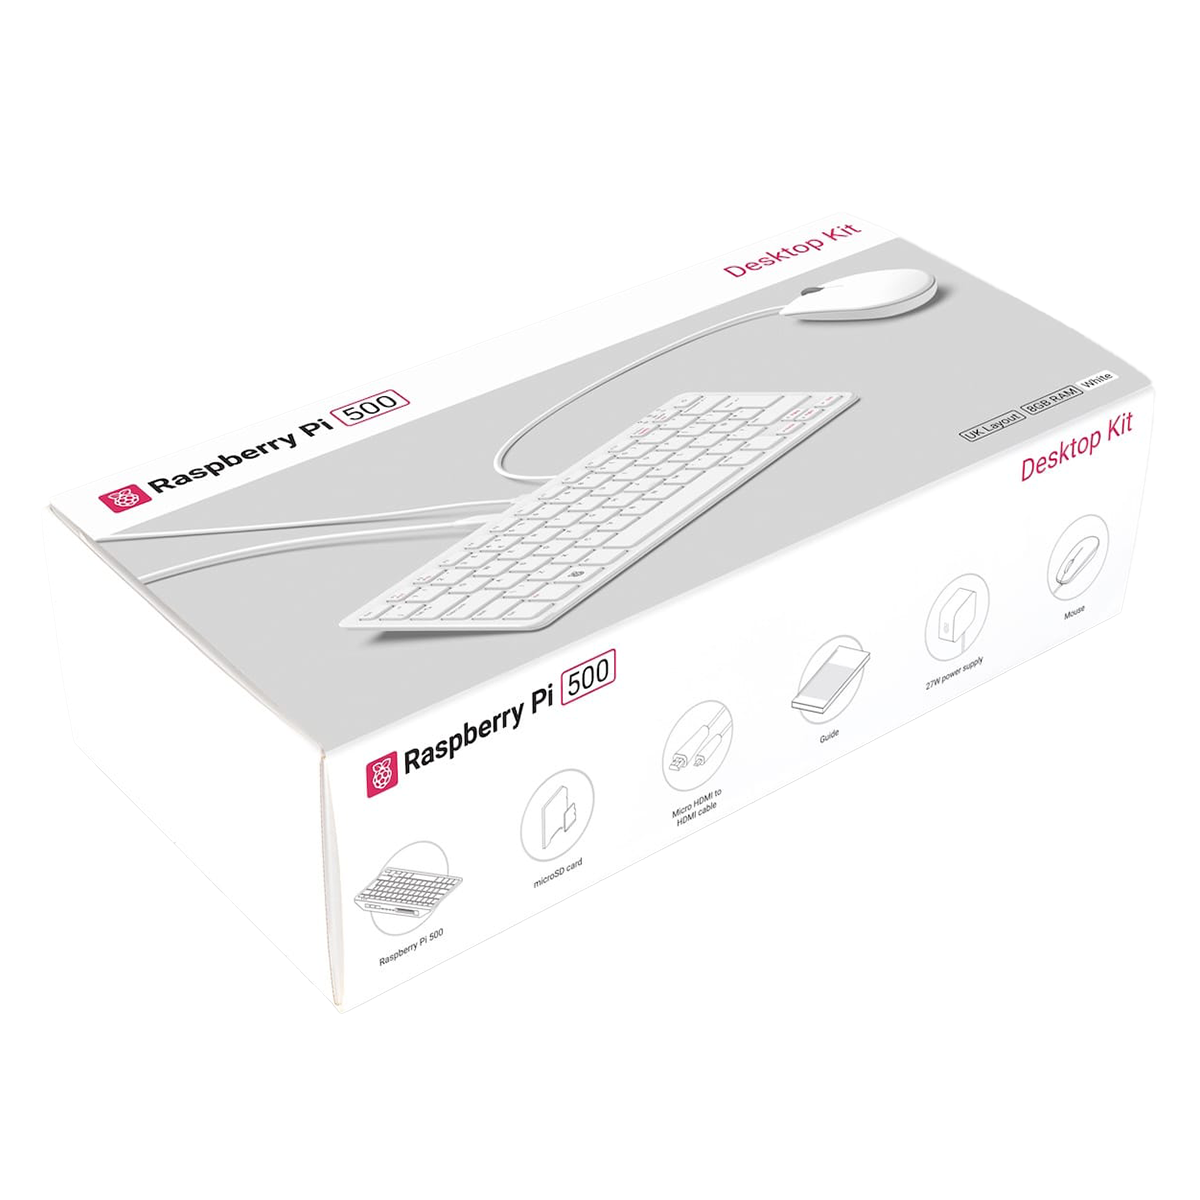 Desktop Kit
Raspberry Pi 500
UK Layout 8GB RAM White
Desktop Kit
Raspberry Pi 500
Mouse
27W power supply
Guide
Micro HDMI to
HDMI cable
microSD card
Raspberry Pi 500